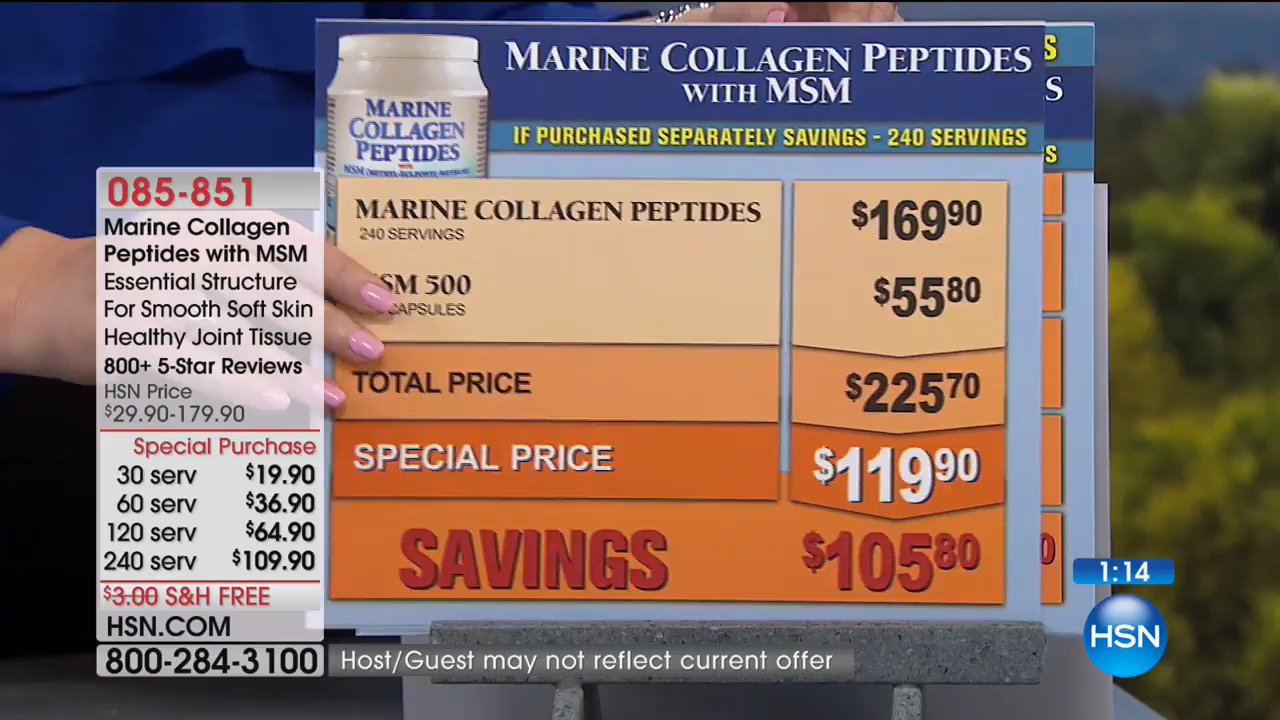 MARINE COLLAGEN PEPTIDES
WITH MSM
IF PURCHASED SEPARATELY SAVINGS - 240 SERVINGS
MARINE
COLLAGEN
PEPTIDES
MARINE COLLAGEN PEPTIDES $169.90
240 SERVINGS
SM 500 $55.80
CAPSULES
TOTAL PRICE $225.70
SPECIAL PRICE $119.90
SAVINGS $105.80
S
S
S
0
085-851
Marine Collagen
Peptides with MSM
Essential Structure
For Smooth Soft Skin
Healthy Joint Tissue
800+ 5-Star Reviews
HSN Price
$29.90-179.90
Special Purchase
30 serv $19.90
60 serv $36.90
120 serv $64.90
240 serv $109.90
$3.00 S&H FREE
HSN.COM
800-284-3100
Host/Guest may not reflect current offer
1:14
HSN